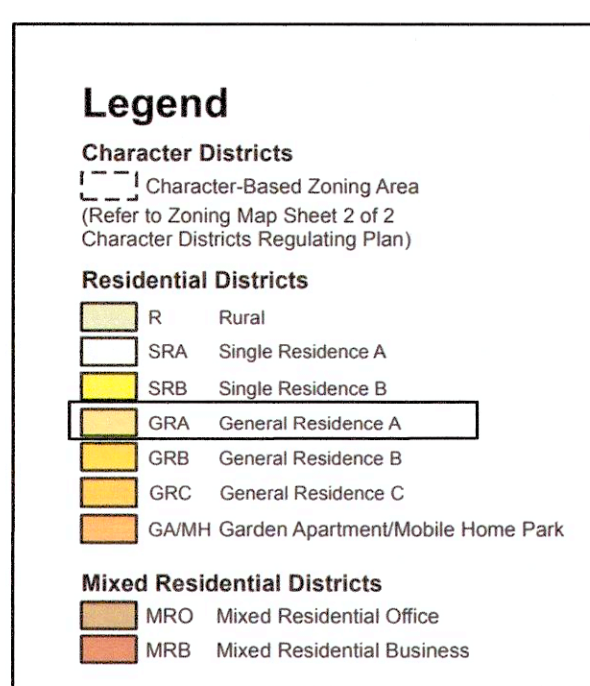 Legend
Character Districts
Character-Based Zoning Area
(Refer to Zoning Map Sheet 2 of 2
Character Districts Regulating Plan)
Residential Districts
R Rural
SRA Single Residence A
SRB Single Residence B
GRA General Residence A
GRB General Residence B
GRC General Residence C
GA/MH Garden Apartment/Mobile Home Park
Mixed Residential Districts
MRO Mixed Residential Office
MRB Mixed Residential Business